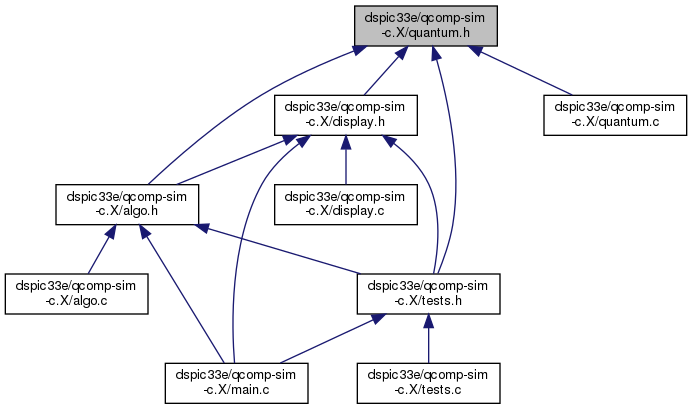 dspic33e/qcomp-sim
-c.X/quantum.h
dspic33e/qcomp-sim
-c.X/display.h
dspic33e/qcomp-sim
-c.X/quantum.c
dspic33e/qcomp-sim
-c.X/algo.h
dspic33e/qcomp-sim
-c.X/display.c
dspic33e/qcomp-sim
-c.X/algo.c
dspic33e/qcomp-sim
-c.X/tests.h
dspic33e/qcomp-sim
-c.X/main.c
dspic33e/qcomp-sim
-c.X/tests.c